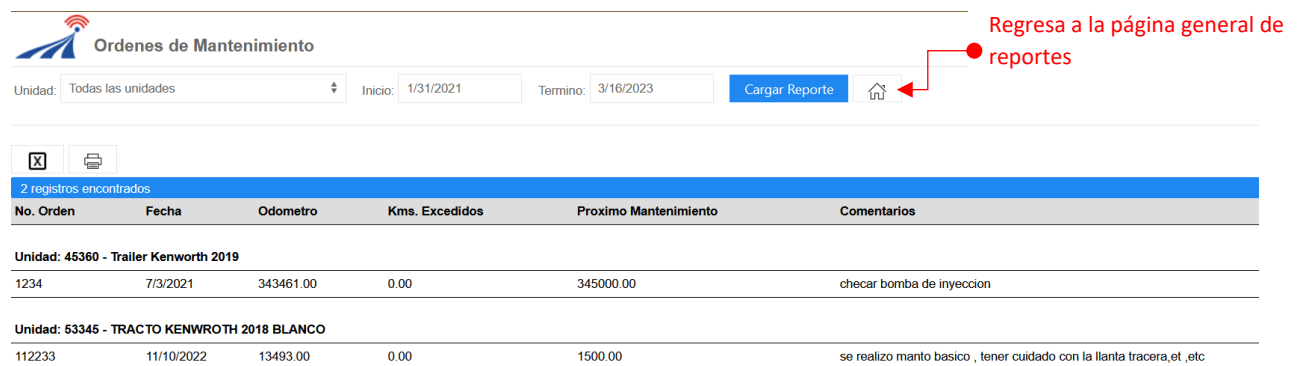 Regresa a la página general de
reportes
Ordenes de Mantenimiento
Unidad: Todas las unidades Inicio: 1/31/2021 Termino: 3/16/2023 Cargar Reporte
X
2 registros encontrados
No. Orden Fecha Odometro Kms. Excedidos Proximo Mantenimiento Comentarios
Unidad: 45360 - Trailer Kenworth 2019
1234 7/3/2021 343461.00 0.00 345000.00 checar bomba de inyeccion
Unidad: 53345 - TRACTO KENWROTH 2018 BLANCO
112233 11/10/2022 13493.00 0.00 1500.00 se realizo manto basico , tener cuidado con la llanta tracera,et ,etc